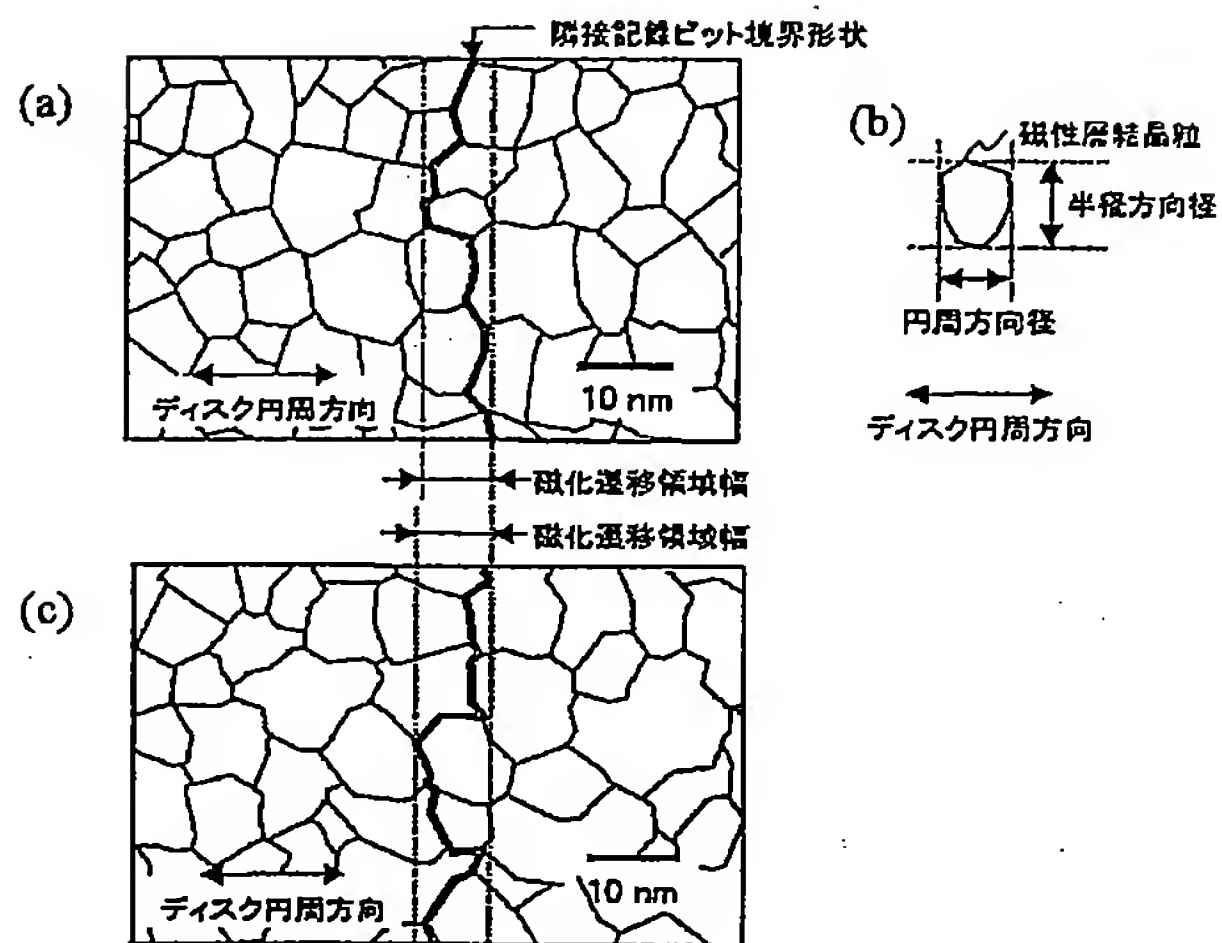 隣接記録ビット境界形状
(a)
ディスク円周方向
10 nm
(b)
磁性層結晶粒
半径方向径
円周方向径
ディスク円周方向
磁化遷移領域幅
磁化遷移領域幅
(c)
ディスク円周方向
10 nm